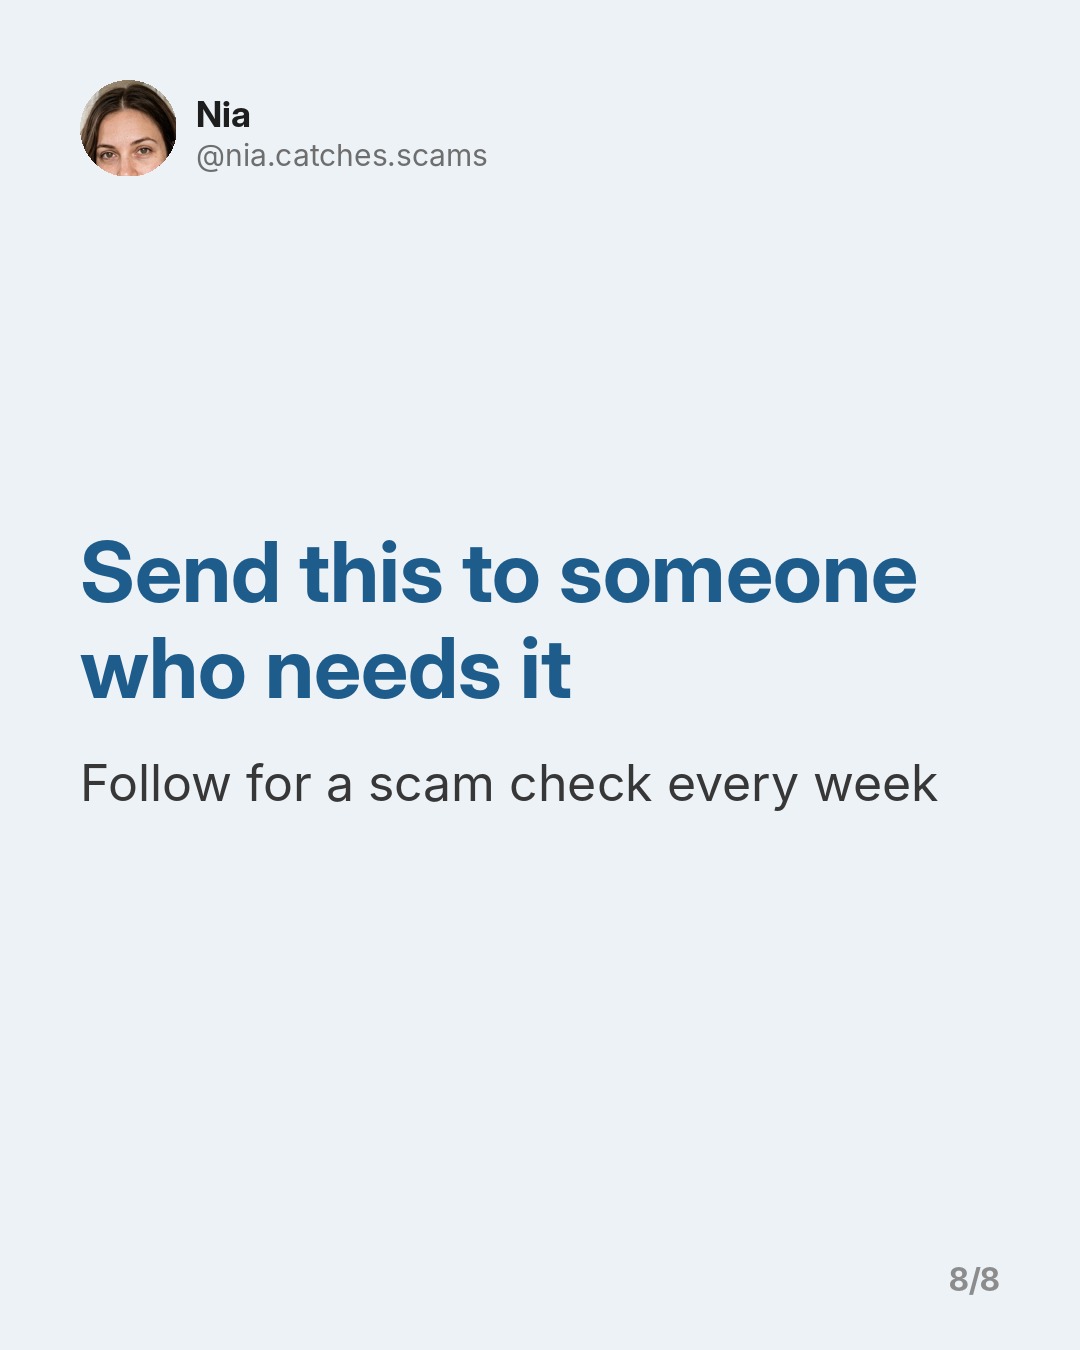 Nia
@nia.catches.scams
Send this to someone
who needs it
Follow for a scam check every week
8/8